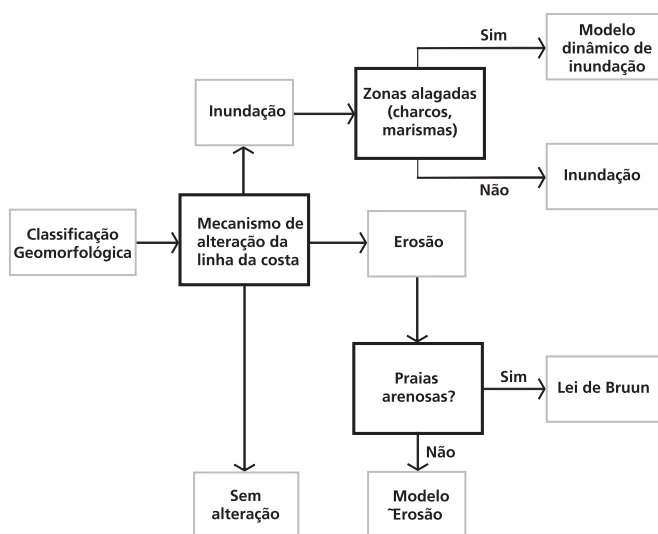 Sim
Modelo
dinâmico de
inundação
Inundação
Zonas alagadas
(charcos,
marismas)
Não
Inundação
Classificação
Geomorfológica
Mecanismo de
alteração da
linha da costa
Erosão
Praias
arenosas?
Sim
Lei de Bruun
Não
Sem
alteração
Modelo
˜Erosão